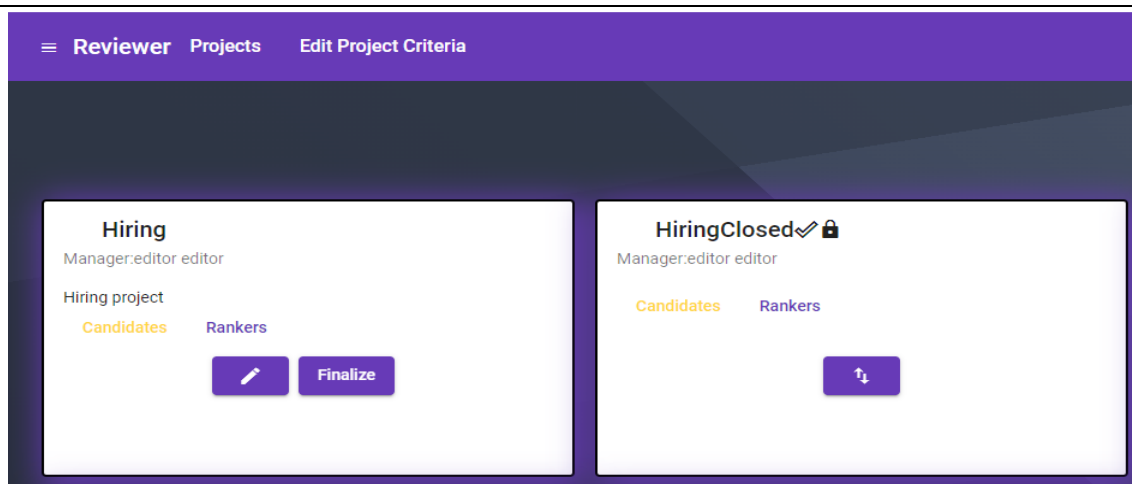 Reviewer Projects Edit Project Criteria
Hiring
Manager:editor editor
Hiring project
Candidates Rankers
Finalize
HiringClosed
Manager:editor editor
Candidates Rankers